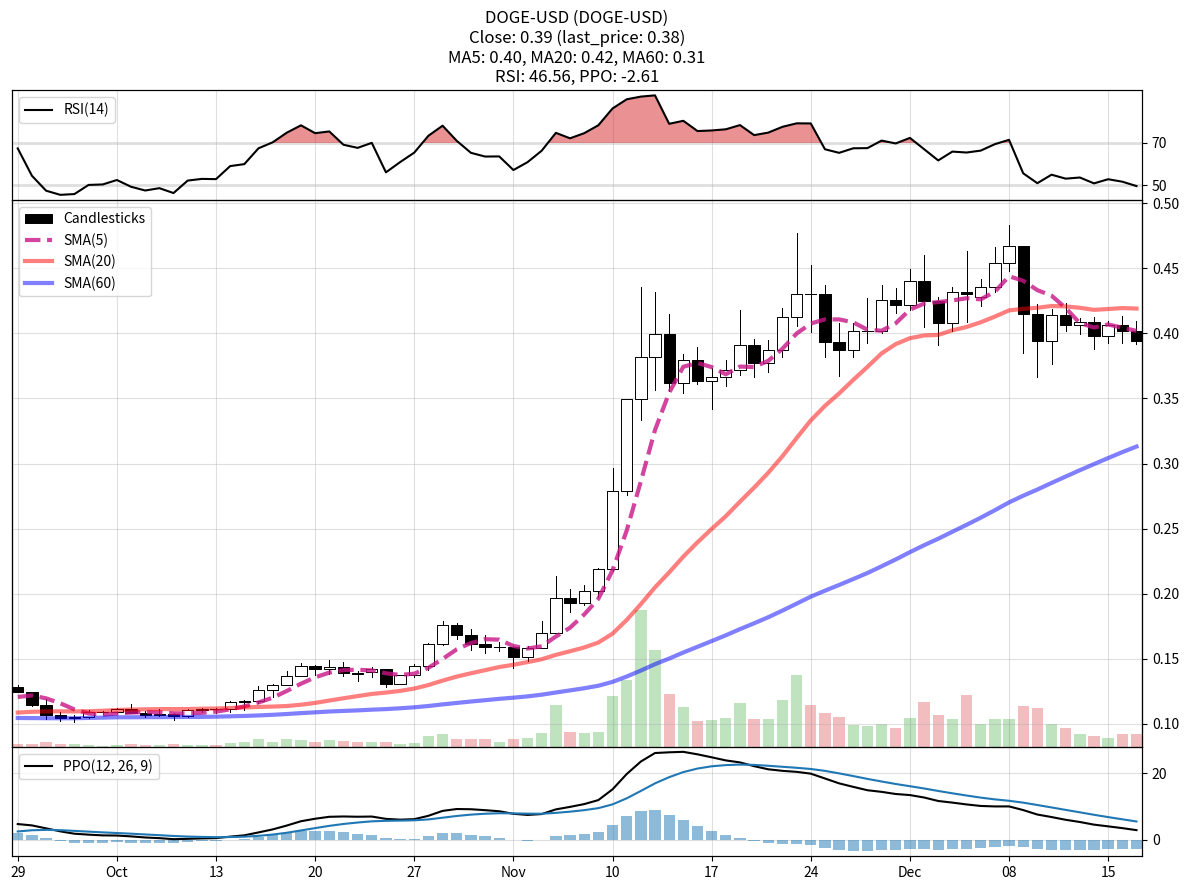 DOGE-USD (DOGE-USD)
Close: 0.39 (last_price: 0.38)
MA5: 0.40, MA20: 0.42, MA60: 0.31
RSI: 46.56, PPO: -2.61
RSI(14)
70
50
Candlesticks
SMA(5)
SMA(20)
SMA(60)
0.50
0.45
0.40
0.35
0.30
0.25
0.20
0.15
0.10
PPO(12, 26, 9)
20
0
29 Oct 13 20 27 Nov 10 17 24 Dec 08 15